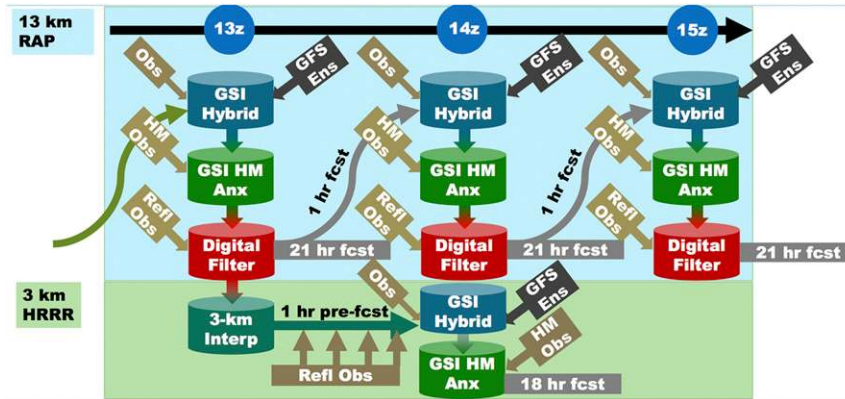 13 km
RAP
13z
14z
15z
Obs
GFS
Ens
GSI
Hybrid
HM
Obs
GSI HM
Anx
Refl
Obs
Digital
Filter
1 hr fcst
21 hr fcst
Obs
GFS
Ens
GSI
Hybrid
HM
Obs
GSI HM
Anx
Refl
Obs
Digital
Filter
1 hr fcst
21 hr fcst
Obs
GFS
Ens
GSI
Hybrid
HM
Obs
GSI HM
Anx
Refl
Obs
Digital
Filter
21 hr fcst
3 km
HRRR
3-km
Interp
1 hr pre-fcst
Refl Obs
Obs
GSI
Hybrid
GFS
Ens
HM
Obs
GSI HM
Anx
18 hr fcst